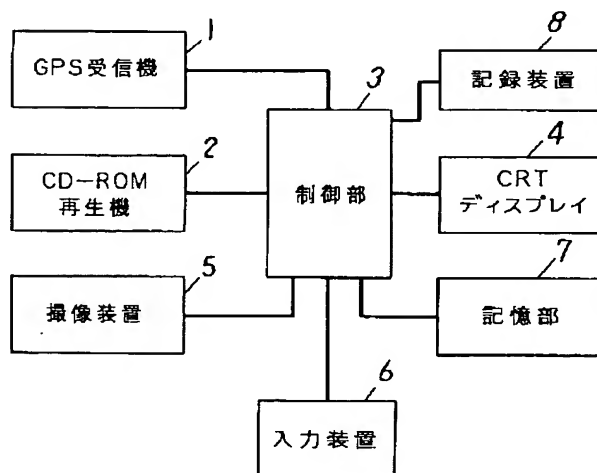 1
GPS受信機
8
記録装置
3
制御部
2
CD-ROM
再生機
4
CRT
ディスプレイ
5
撮像装置
7
記憶部
6
入力装置